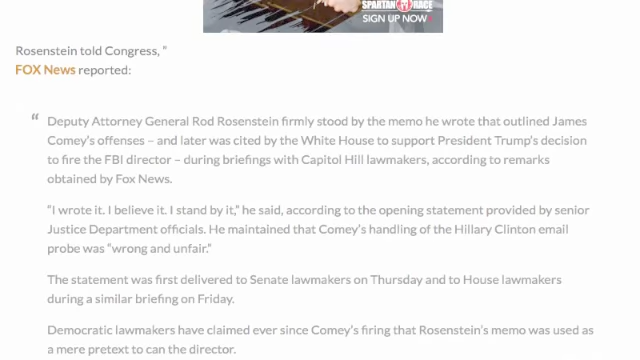 SPARTAN RACE
SIGN UP NOW!
Rosenstein told Congress, "
FOX News reported:
“ Deputy Attorney General Rod Rosenstein firmly stood by the memo he wrote that outlined James
Comey's offenses – and later was cited by the White House to support President Trump's decision
to fire the FBI director – during briefings with Capitol Hill lawmakers, according to remarks
obtained by Fox News.
“I wrote it. I believe it. I stand by it,” he said, according to the opening statement provided by senior
Justice Department officials. He maintained that Comey’s handling of the Hillary Clinton email
probe was “wrong and unfair.”
The statement was first delivered to Senate lawmakers on Thursday and to House lawmakers
during a similar briefing on Friday.
Democratic lawmakers have claimed ever since Comey’s firing that Rosenstein’s memo was used as
a mere pretext to can the director.